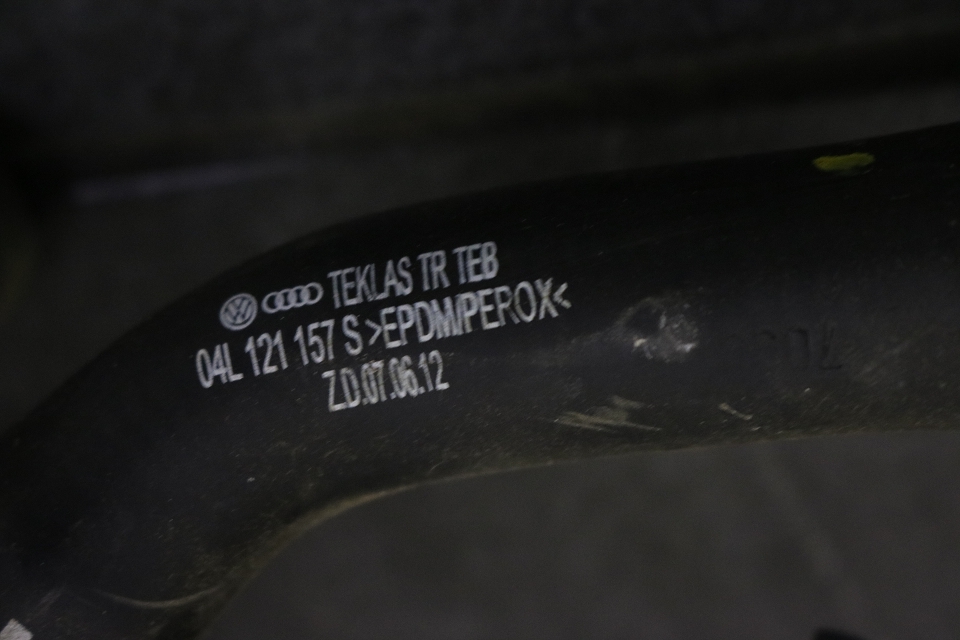 TEKLAS TR TEB
04L 121 157 S >EPDM/PEROX<
Z.D.07.06.12